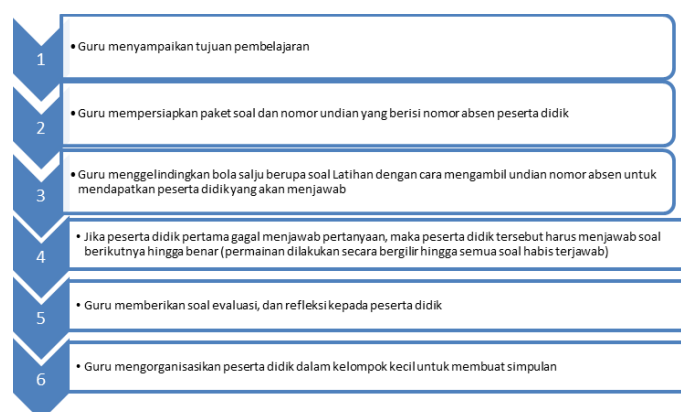 1
• Guru menyampaikan tujuan pembelajaran
2
• Guru mempersiapkan paket soal dan nomor undian yang berisi nomor absen peserta didik
3
• Guru menggelindingkan bola salju berupa soal Latihan dengan cara mengambil undian nomor absen untuk
mendapatkan peserta didik yang akan menjawab
4
• Jika peserta didik pertama gagal menjawab pertanyaan, maka peserta didik tersebut harus menjawab soal
berikutnya hingga benar (permainan dilakukan secara bergilir hingga semua soal habis terjawab)
5
• Guru memberikan soal evaluasi, dan refleksi kepada peserta didik
6
• Guru mengorganisasikan peserta didik dalam kelompok kecil untuk membuat simpulan